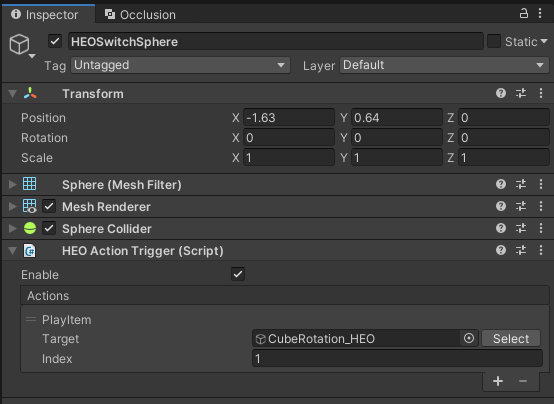 Inspector Occlusion
HEOSwitchSphere Static
Tag Untagged Layer Default
Transform
Position X -1.63 Y 0.64 Z 0
Rotation X 0 Y 0 Z 0
Scale X 1 Y 1 Z 1
Sphere (Mesh Filter)
Mesh Renderer
Sphere Collider
HEO Action Trigger (Script)
Enable
Actions
PlayItem
Target CubeRotation_HEO Select
Index 1
+ −